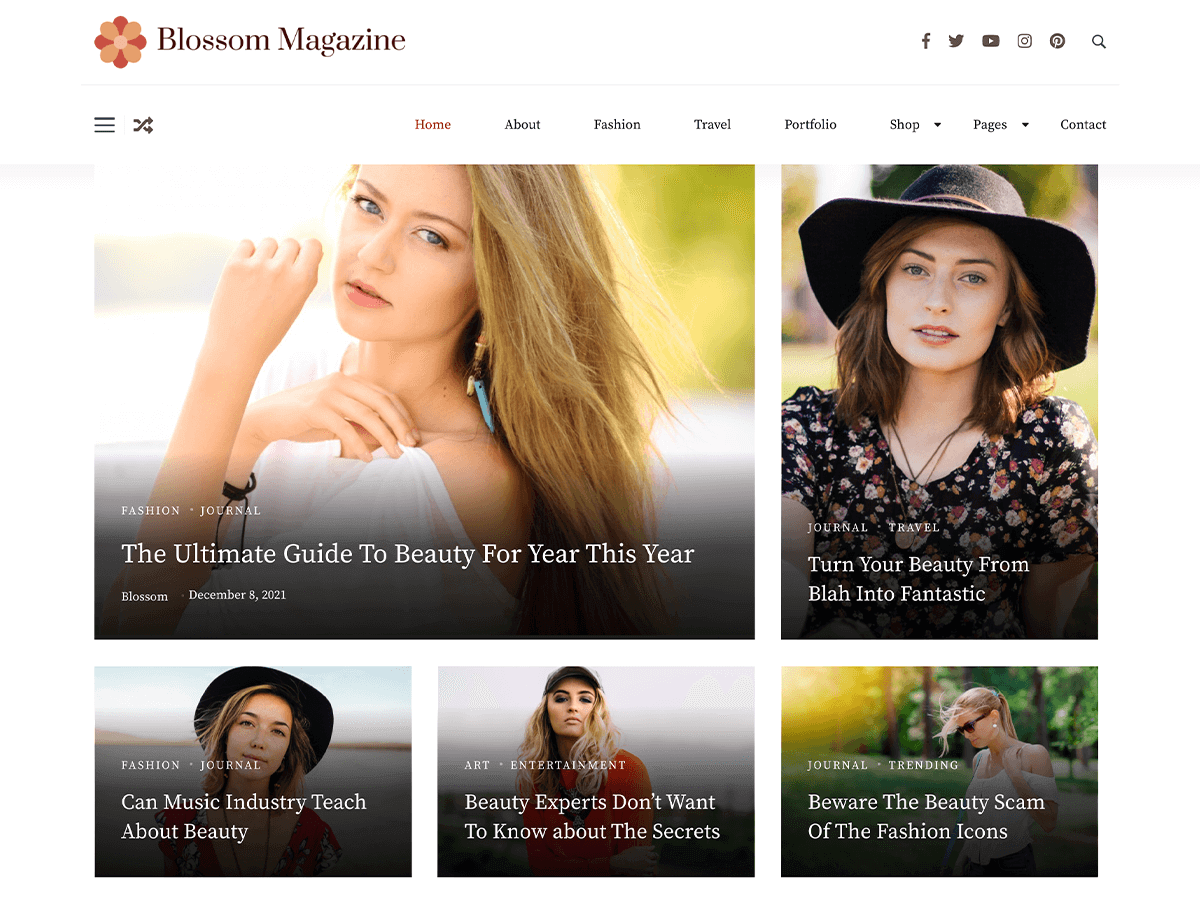 Blossom Magazine
Home About Fashion Travel Portfolio Shop Pages Contact
FASHION • JOURNAL
The Ultimate Guide To Beauty For Year This Year
Blossom • December 8, 2021
JOURNAL • TRAVEL
Turn Your Beauty From
Blah Into Fantastic
FASHION • JOURNAL
Can Music Industry Teach
About Beauty
ART • ENTERTAINMENT
Beauty Experts Don’t Want
To Know about The Secrets
JOURNAL • TRENDING
Beware The Beauty Scam
Of The Fashion Icons